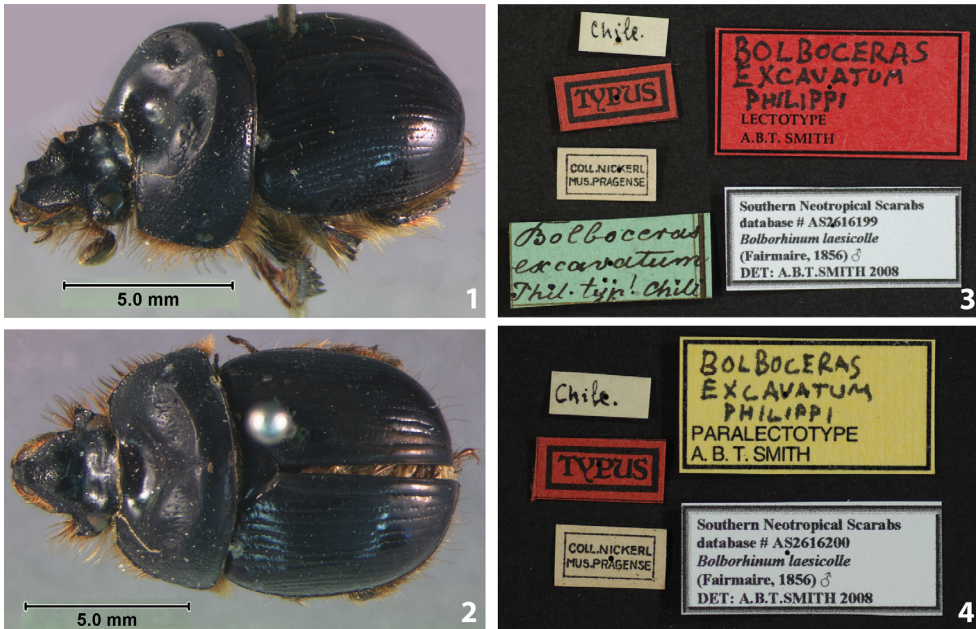 5.0 mm
1
5.0 mm
2
Chile.
TYPUS
COLL.NICKERL
MUS.PRAGENSE
Bolboceras
excavatum
Phil. typ! Chili
BOLBOCERAS
EXCAVATUM
PHILIPPI
LECTOTYPE
A.B.T. SMITH
Southern Neotropical Scarabs
database # AS2616199
Bolborhinum laesicolle
(Fairmaire, 1856) ♂
DET: A.B.T.SMITH 2008
3
Chile.
TYPUS
COLL.NICKERL
MUS.PRAGENSE
BOLBOCERAS
EXCAVATUM
PHILIPPI
PARALECTOTYPE
A. B. T. SMITH
Southern Neotropical Scarabs
database # AS2616200
Bolborhinum laesicolle
(Fairmaire, 1856) ♂
DET: A.B.T.SMITH 2008
4